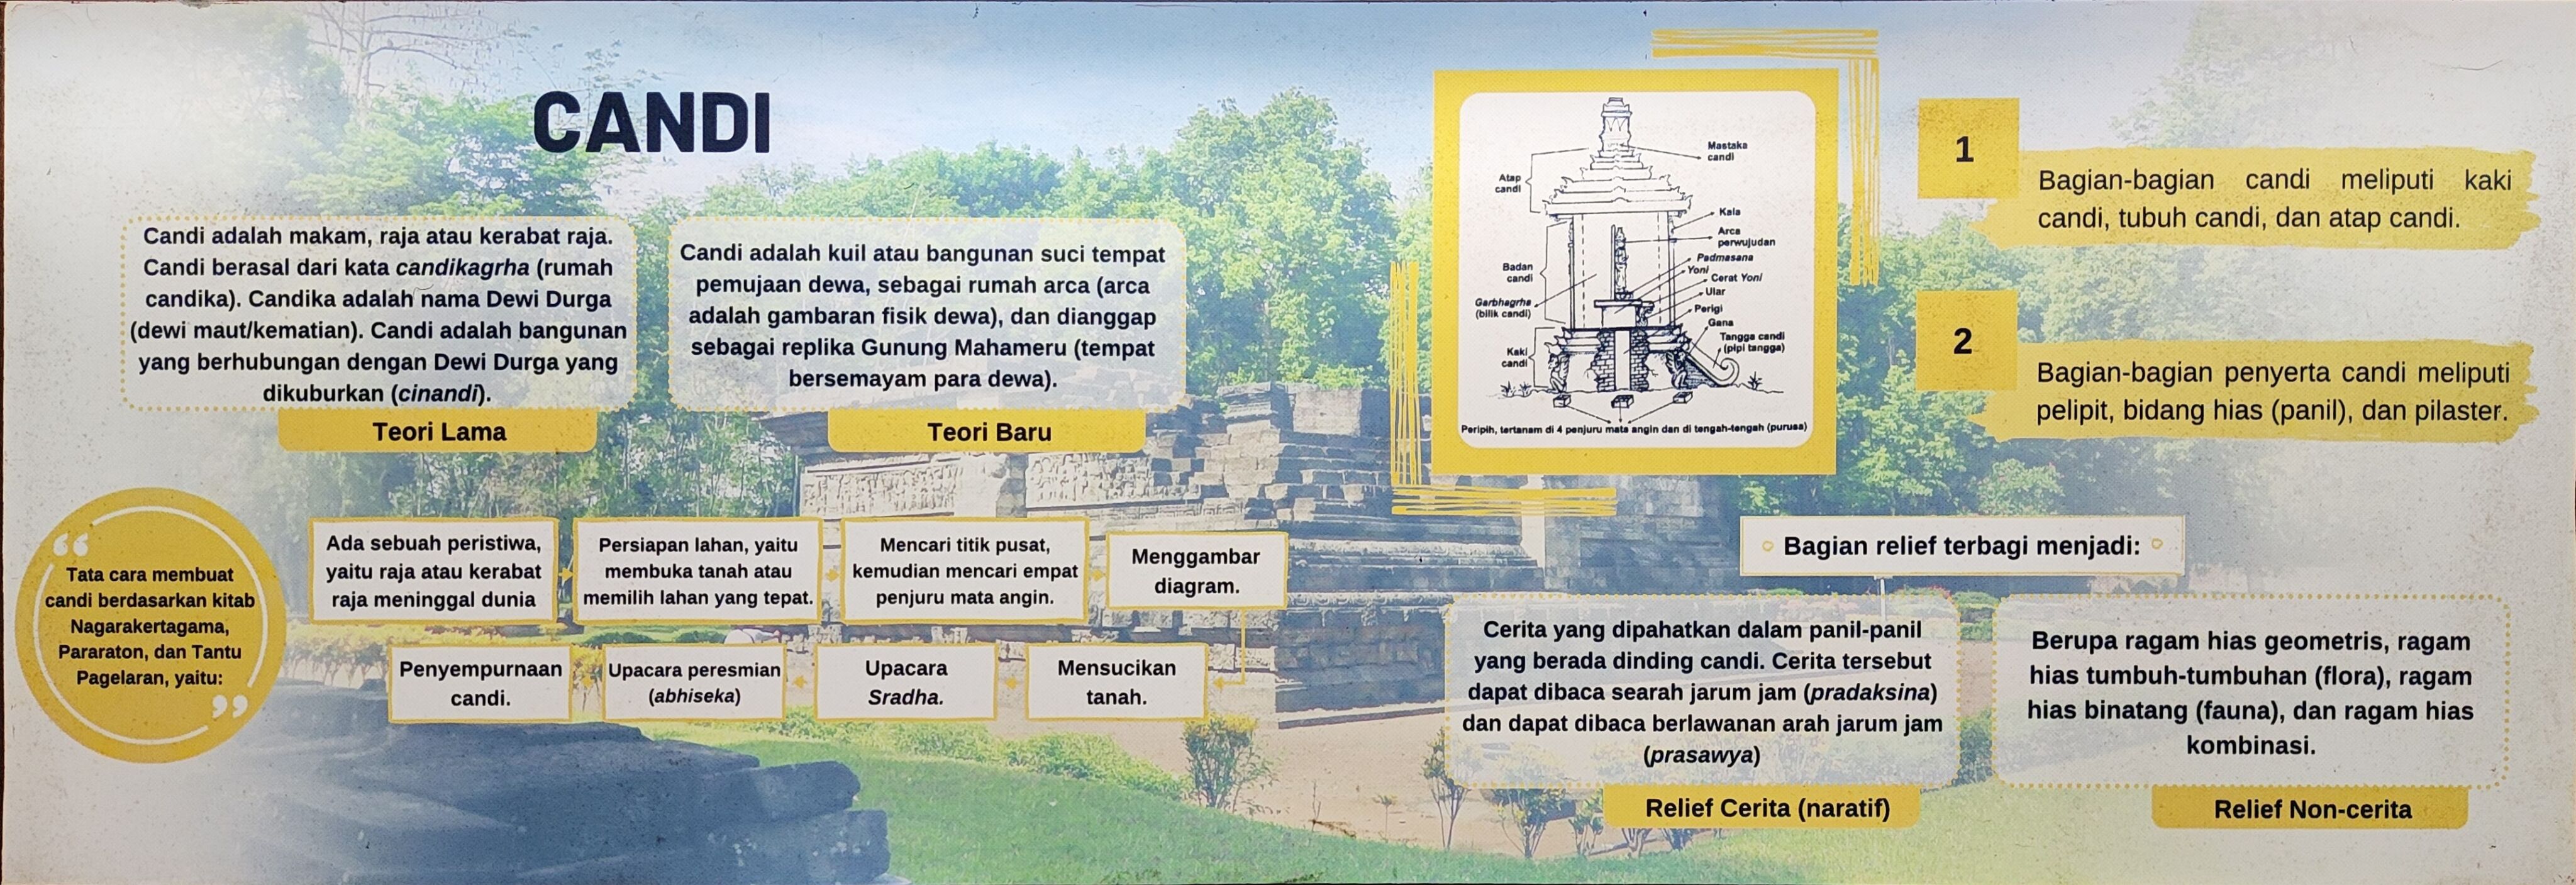 CANDI
Candi adalah makam, raja atau kerabat raja.
Candi berasal dari kata candikagrha (rumah
candika). Candika adalah nama Dewi Durga
(dewi maut/kematian). Candi adalah bangunan
yang berhubungan dengan Dewi Durga yang
dikuburkan (cinandi).
Teori Lama
Candi adalah kuil atau bangunan suci tempat
pemujaan dewa, sebagai rumah arca (arca
adalah gambaran fisik dewa), dan dianggap
sebagai replika Gunung Mahameru (tempat
bersemayam para dewa).
Teori Baru
“
Tata cara membuat
candi berdasarkan kitab
Nagarakertagama,
Pararaton, dan Tantu
Pagelaran, yaitu:
”
Ada sebuah peristiwa,
yaitu raja atau kerabat
raja meninggal dunia
Persiapan lahan, yaitu
membuka tanah atau
memilih lahan yang tepat.
Mencari titik pusat,
kemudian mencari empat
penjuru mata angin.
Menggambar
diagram.
Mensucikan
tanah.
Upacara
Sradha.
Upacara peresmian
(abhiseka)
Penyempurnaan
candi.
Mastaka
candi
Atap
candi
Kala
Arca
perwujudan
Padmasana
Yoni
Cerat Yoni
Ular
Perigi
Gana
Tangga candi
(pipi tangga)
Badan
candi
Garbhagrha
(bilik candi)
Kaki
candi
Peripih, tertanam di 4 penjuru mata angin dan di tengah-tengah (purusa)
1
Bagian-bagian candi meliputi kaki
candi, tubuh candi, dan atap candi.
2
Bagian-bagian penyerta candi meliputi
pelipit, bidang hias (panil), dan pilaster.
Bagian relief terbagi menjadi:
Cerita yang dipahatkan dalam panil-panil
yang berada dinding candi. Cerita tersebut
dapat dibaca searah jarum jam (pradaksina)
dan dapat dibaca berlawanan arah jarum jam
(prasawya)
Relief Cerita (naratif)
Berupa ragam hias geometris, ragam
hias tumbuh-tumbuhan (flora), ragam
hias binatang (fauna), dan ragam hias
kombinasi.
Relief Non-cerita